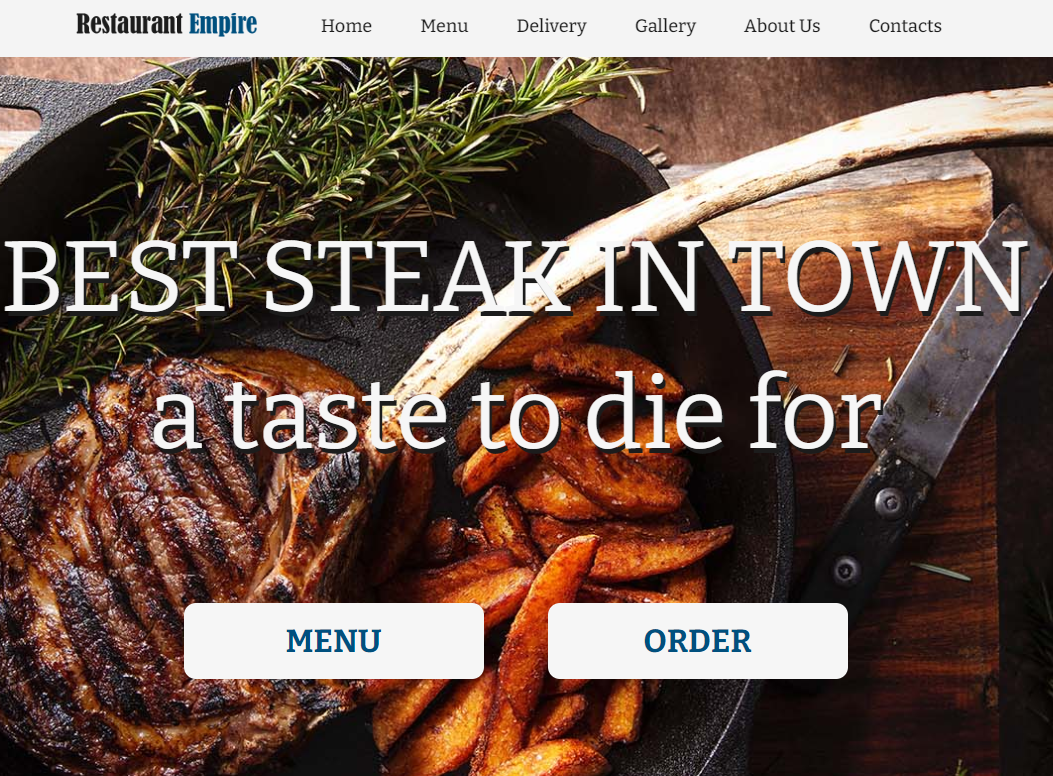 Restaurant Empire Home Menu Delivery Gallery About Us Contacts
BEST STEAK IN TOWN
a taste to die for
MENU ORDER